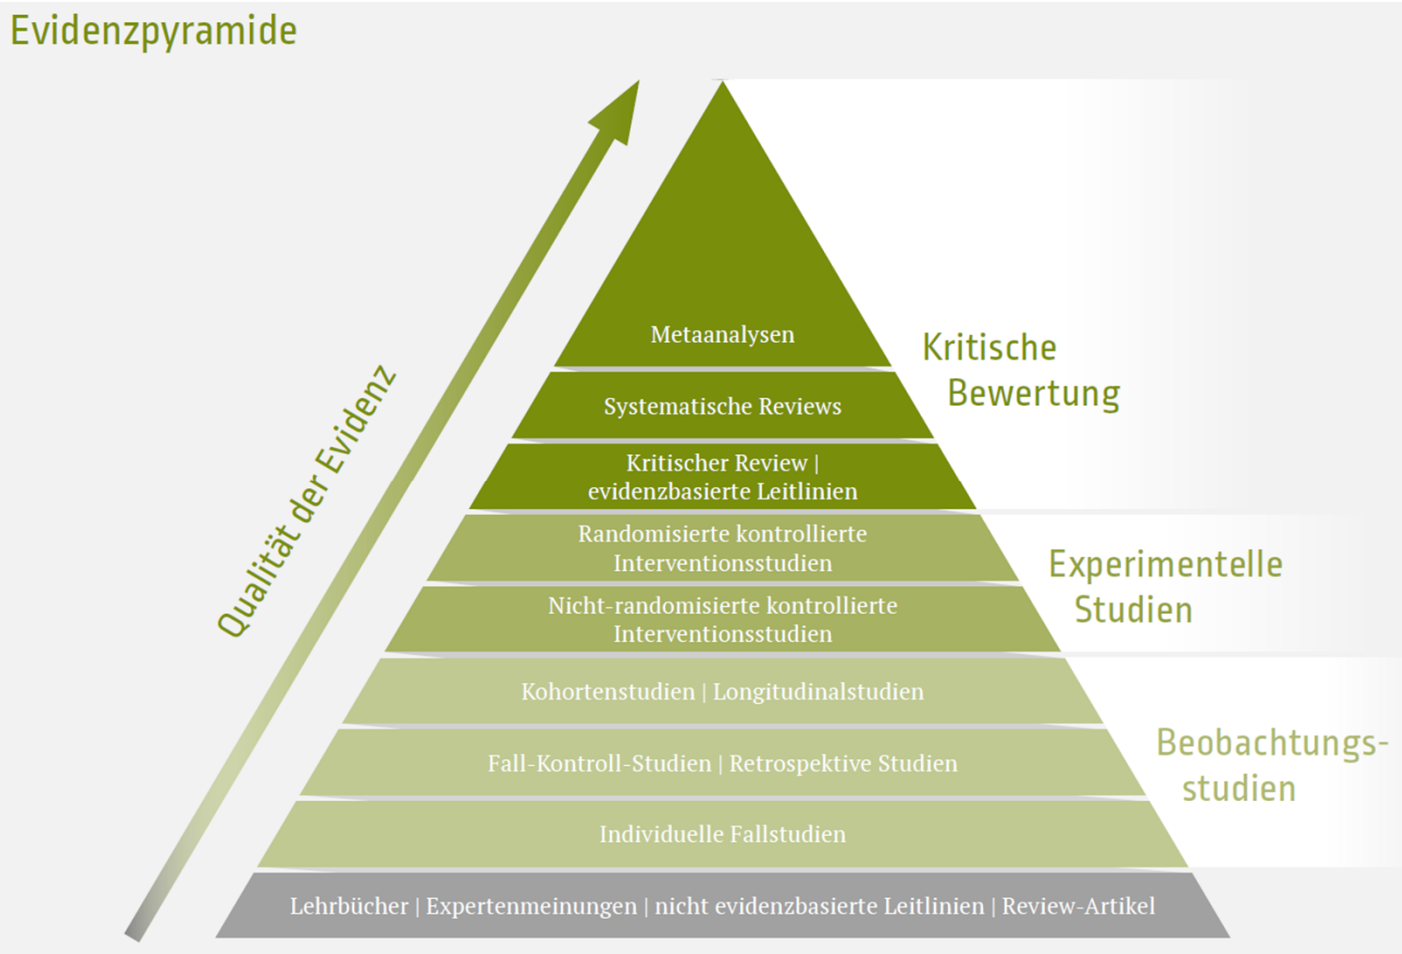 Evidenzpyramide
Qualität der Evidenz
Metaanalysen
Systematische Reviews
Kritischer Review |
evidenzbasierte Leitlinien
Kritische
Bewertung
Randomisierte kontrollierte
Interventionsstudien
Nicht-randomisierte kontrollierte
Interventionsstudien
Experimentelle
Studien
Kohortenstudien | Longitudinalstudien
Fall-Kontroll-Studien | Retrospektive Studien
Individuelle Fallstudien
Beobachtungs-
studien
Lehrbücher | Expertenmeinungen | nicht evidenzbasierte Leitlinien | Review-Artikel